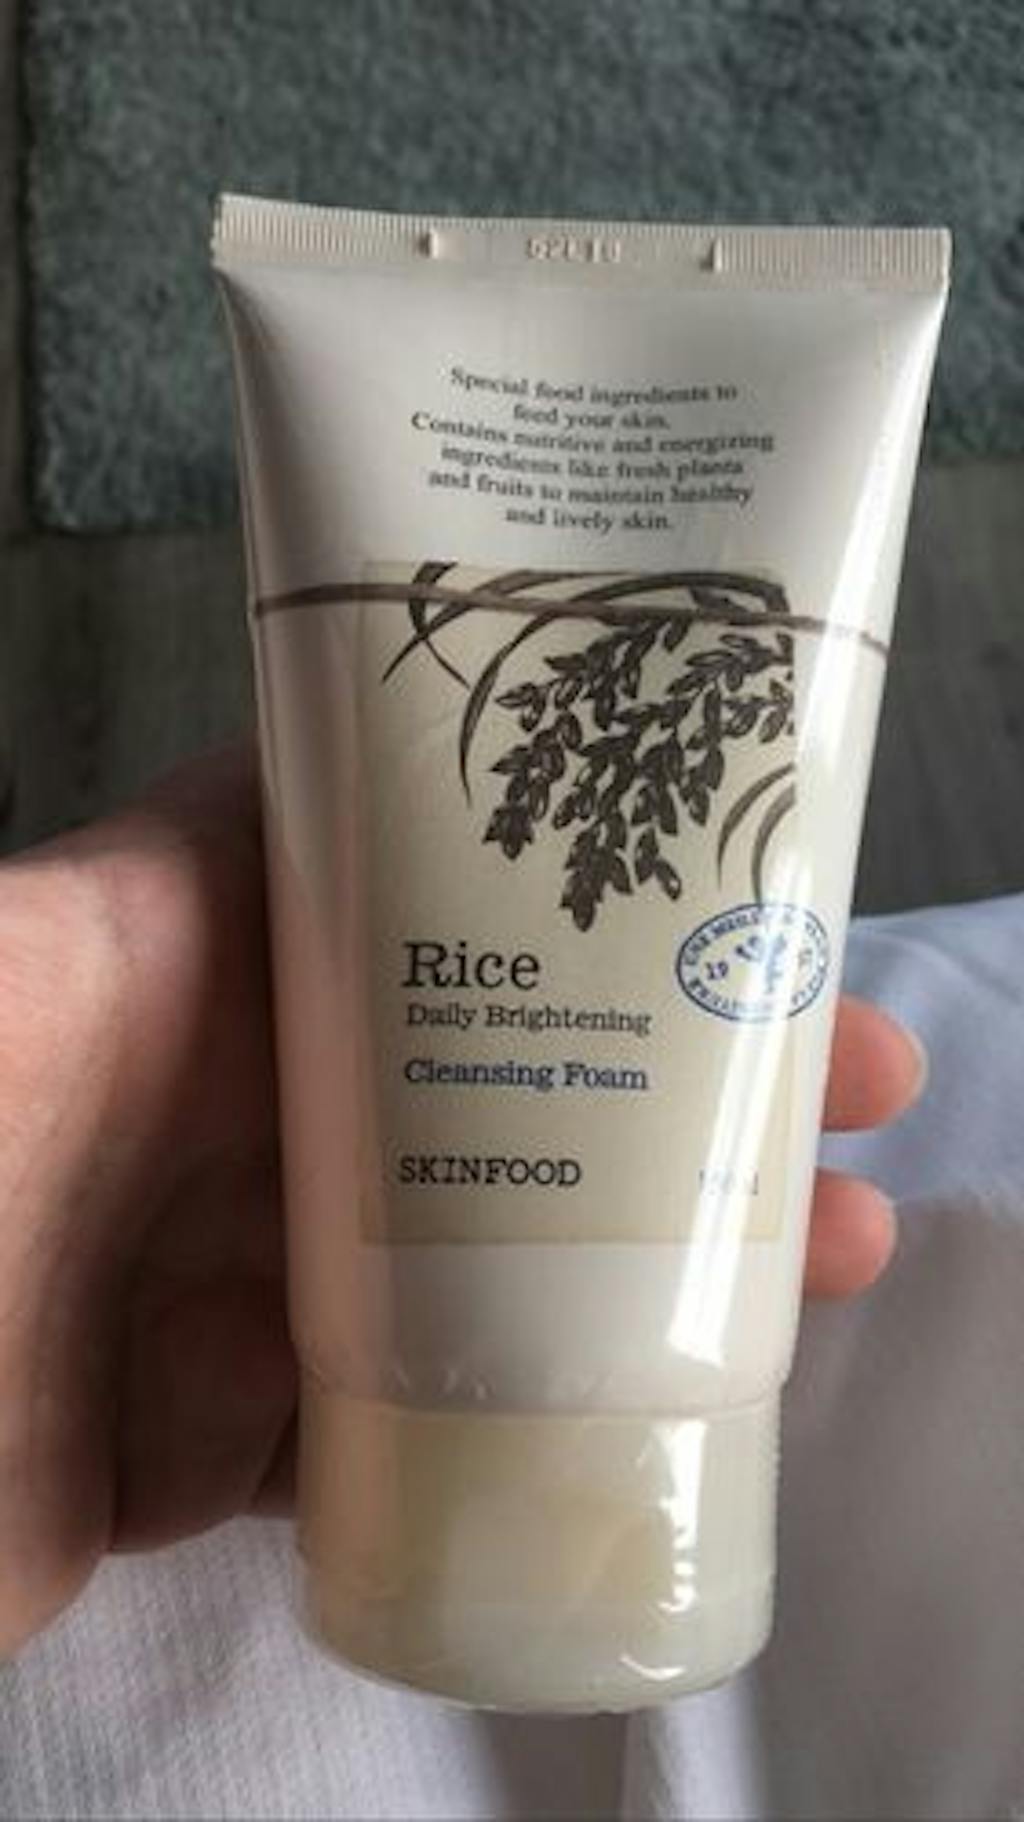 Special food ingredients to
feed your skin.
Contains nutritive and energizing
ingredients like fresh plants
and fruits to maintain healthy
and lively skin.
Rice
Daily Brightening
Cleansing Foam
SKINFOOD
19